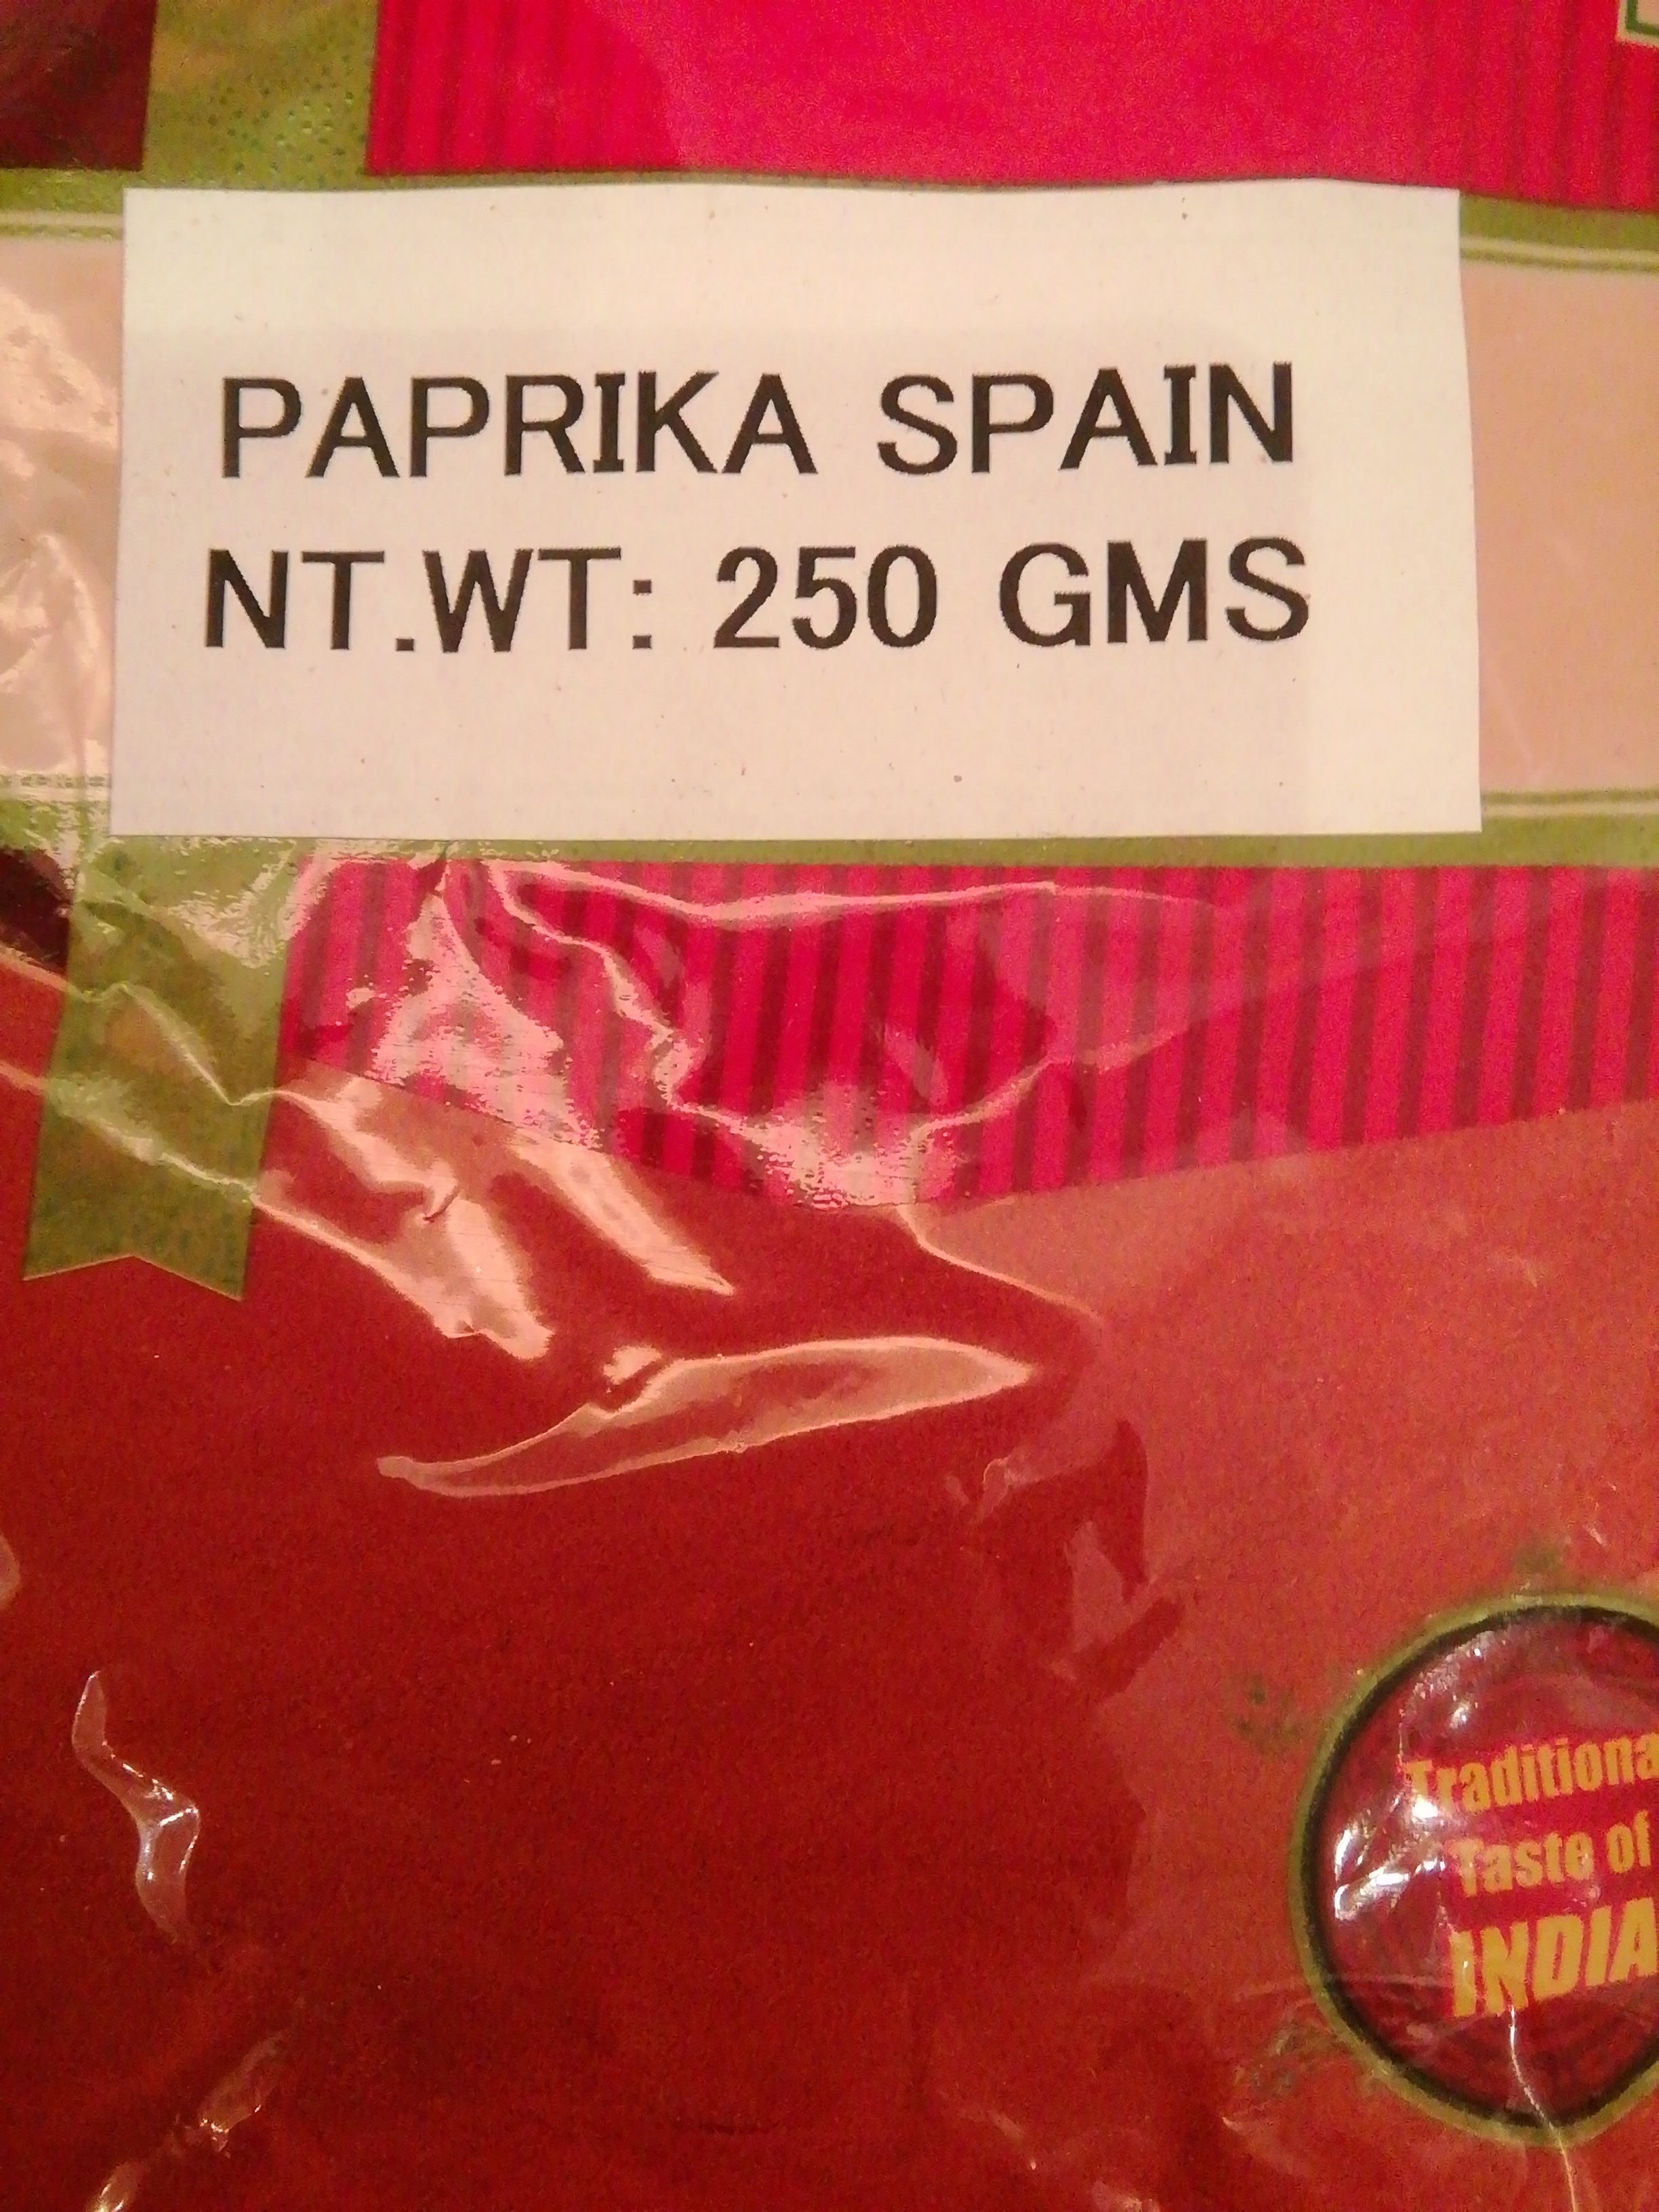 PAPRIKA SPAIN
NT.WT: 250 GMS
Traditiona
Taste of
INDIA